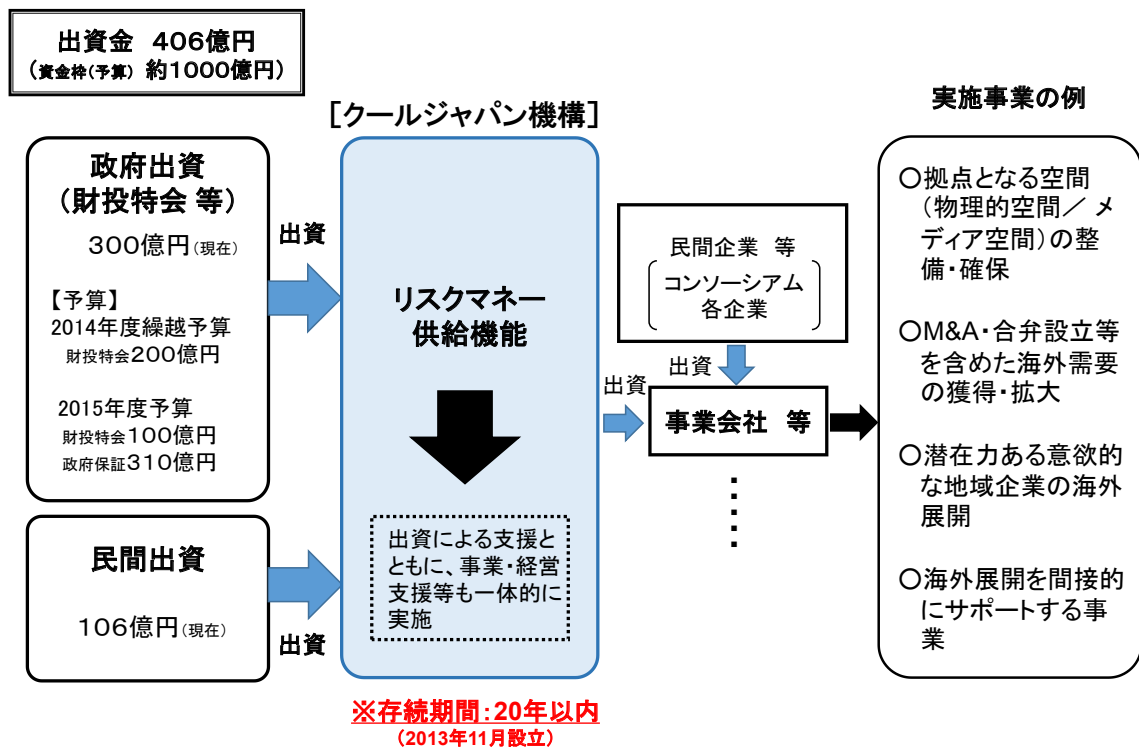 出資金 406億円
(資金枠(予算) 約1000億円)
[クールジャパン機構]
実施事業の例
政府出資
(財投特会 等)
300億円(現在)
【予算】
2014年度繰越予算
財投特会200億円
2015年度予算
財投特会100億円
政府保証310億円
出資
民間出資
106億円(現在)
出資
リスクマネー
供給機能
出資による支援と
ともに、事業・経営
支援等も一体的に
実施
※存続期間:20年以内
(2013年11月設立)
民間企業 等
コンソーシアム
各企業
出資
出資
事業会社 等
○拠点となる空間
(物理的空間/メ
ディア空間)の整
備・確保
○M&A・合弁設立等
を含めた海外需要
の獲得・拡大
○潜在力ある意欲的
な地域企業の海外
展開
○海外展開を間接的
にサポートする事
業